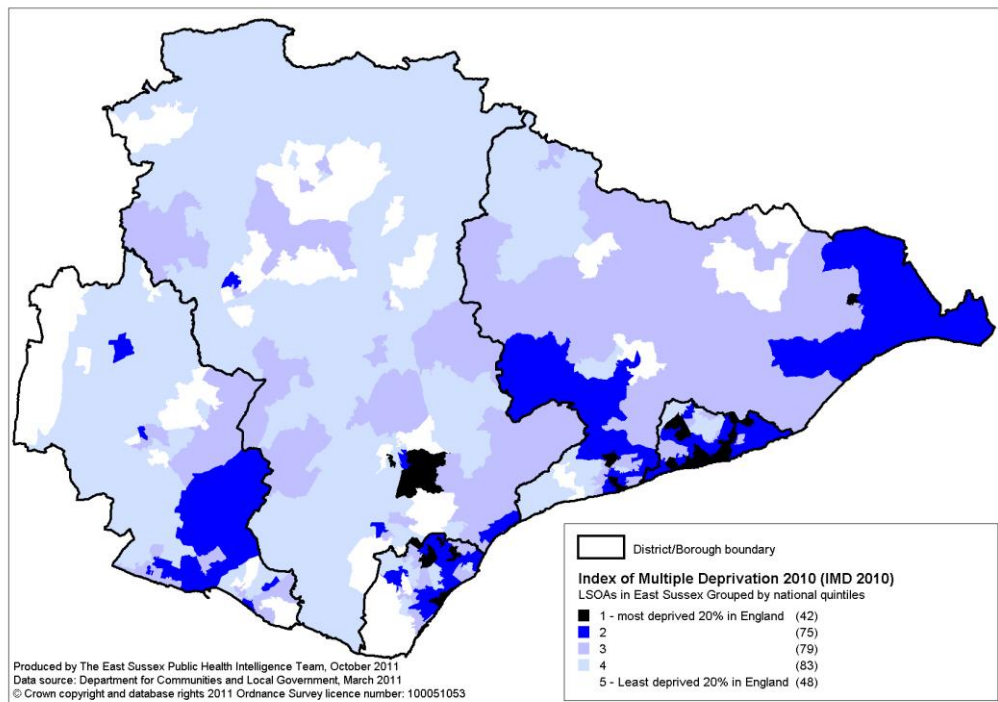 District/Borough boundary
Index of Multiple Deprivation 2010 (IMD 2010)
LSOAs in East Sussex Grouped by national quintiles
1 - most deprived 20% in England (42)
2 (75)
3 (79)
4 (83)
5 - Least deprived 20% in England (48)
Produced by The East Sussex Public Health Intelligence Team, October 2011
Data source: Department for Communities and Local Government, March 2011
© Crown copyright and database rights 2011 Ordnance Survey licence number: 100051053